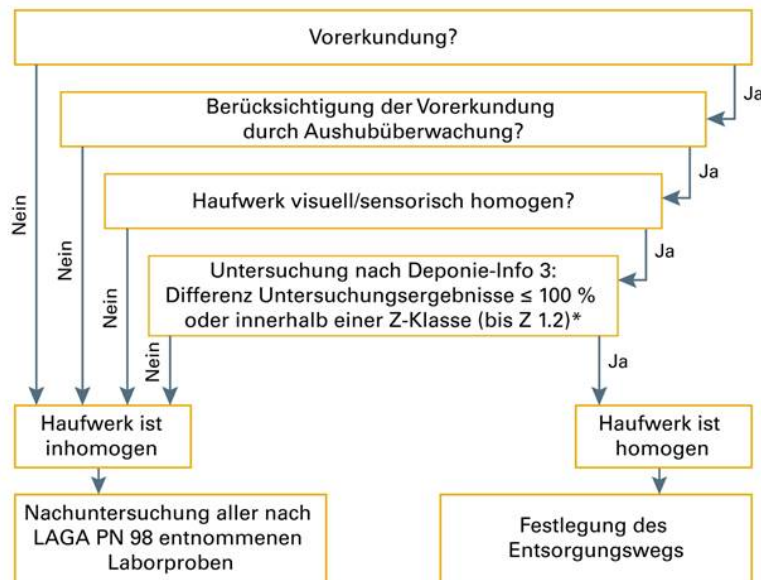 Vorerkundung?
Ja
Berücksichtigung der Vorerkundung
durch Aushubüberwachung?
Ja
Haufwerk visuell/sensorisch homogen?
Ja
Nein
Nein
Nein
Untersuchung nach Deponie-Info 3:
Differenz Untersuchungsergebnisse ≤ 100 %
oder innerhalb einer Z-Klasse (bis Z 1.2)*
Nein
Ja
Haufwerk ist
inhomogen
Haufwerk ist
homogen
Nachuntersuchung aller nach
LAGA PN 98 entnommenen
Laborproben
Festlegung des
Entsorgungswegs